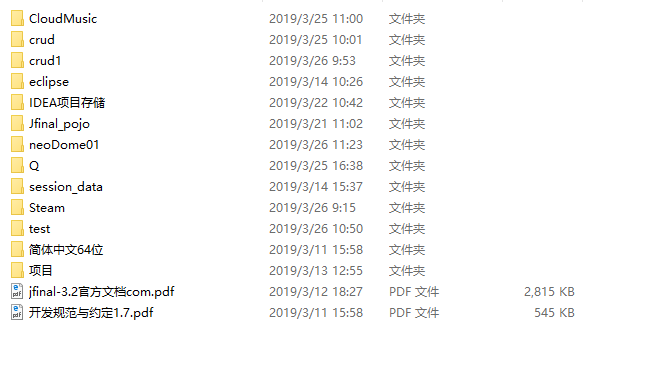 CloudMusic 2019/3/25 11:00 文件夹
crud 2019/3/25 10:01 文件夹
crud1 2019/3/26 9:53 文件夹
eclipse 2019/3/14 10:26 文件夹
IDEA项目存储 2019/3/22 10:42 文件夹
Jfinal_pojo 2019/3/21 11:02 文件夹
neoDome01 2019/3/26 11:23 文件夹
Q 2019/3/25 16:38 文件夹
session_data 2019/3/14 15:37 文件夹
Steam 2019/3/26 9:15 文件夹
test 2019/3/26 10:50 文件夹
简体中文64位 2019/3/11 15:58 文件夹
项目 2019/3/13 12:55 文件夹
jfinal-3.2官方文档com.pdf 2019/3/12 18:27 PDF 文件 2,815 KB
开发规范与约定1.7.pdf 2019/3/11 15:58 PDF 文件 545 KB